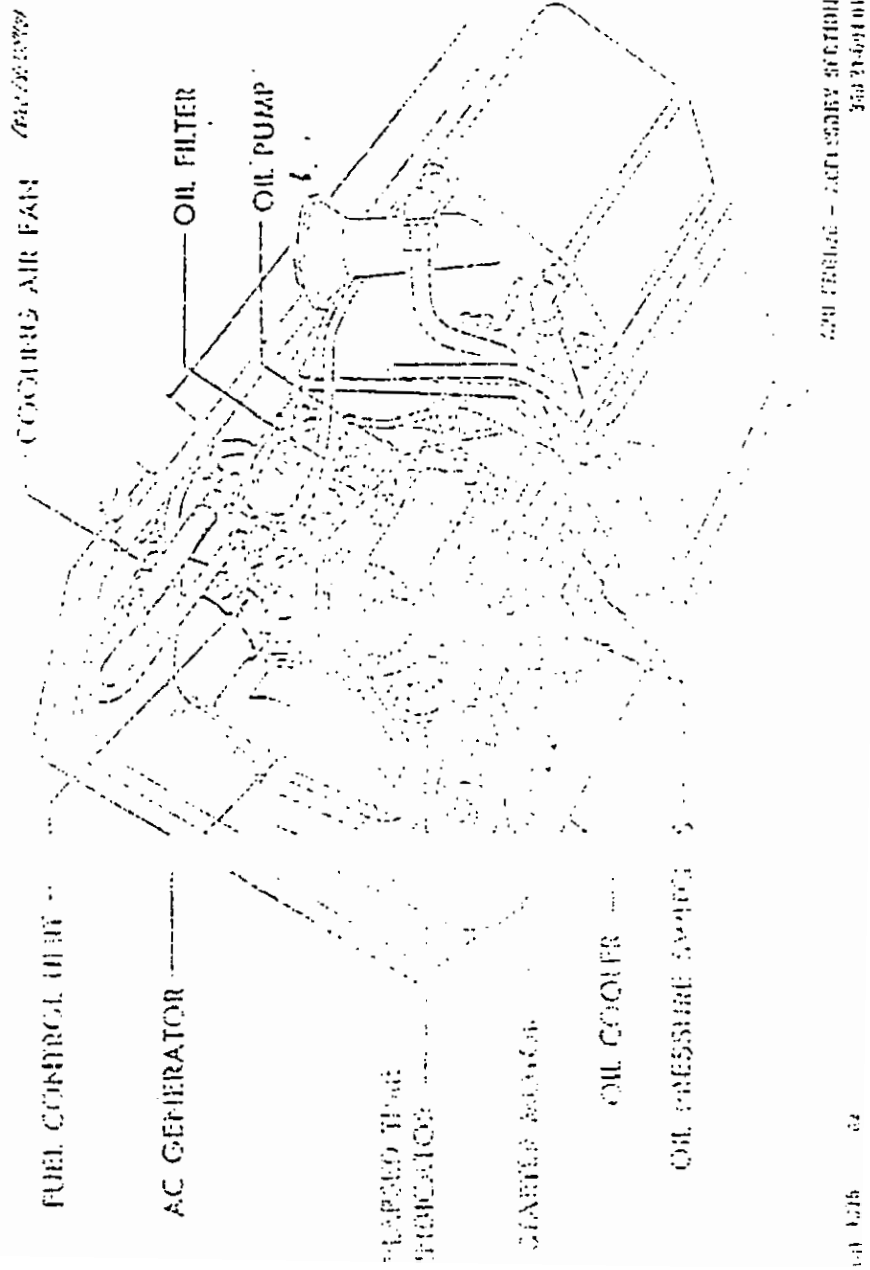 COOLING AIR FAN
OIL FILTER
OIL PUMP
FUEL CONTROL UNIT
AC GENERATOR
ELAPSED TIME
INDICATOR
STARTER MOTOR
OIL COOLER
OIL PRESSURE SWITCHES
APU ENGINE - ACCESSORY SECTION